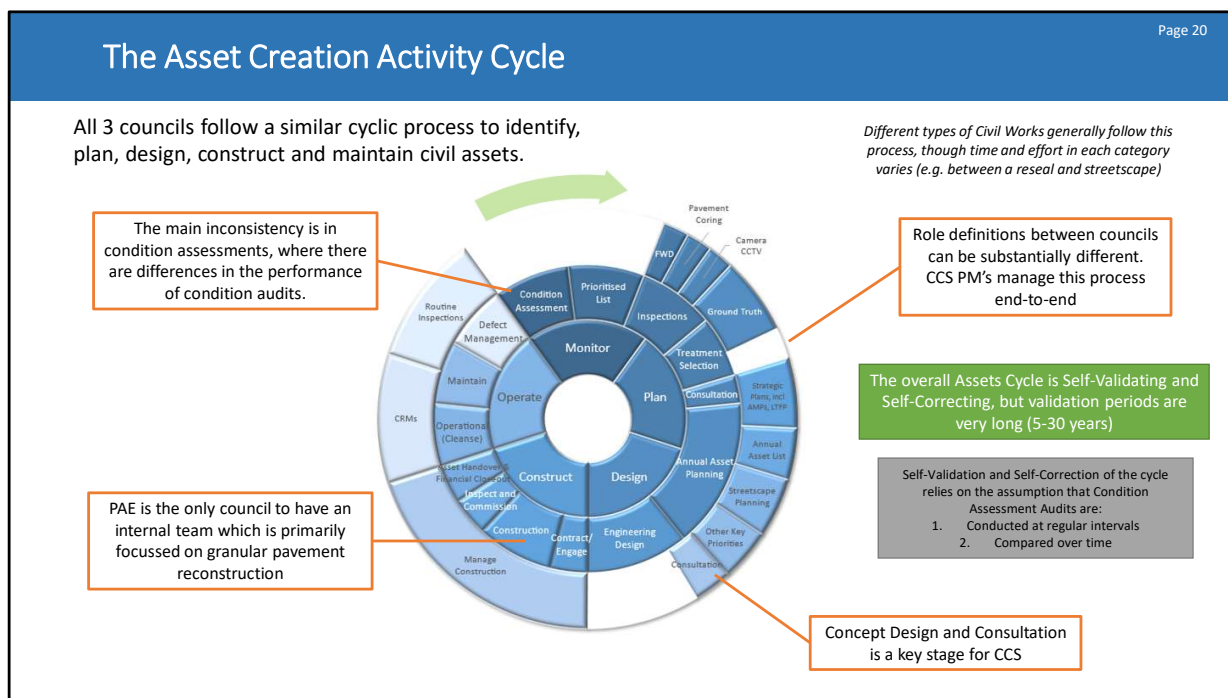 Page 20
The Asset Creation Activity Cycle
All 3 councils follow a similar cyclic process to identify,
plan, design, construct and maintain civil assets.
Different types of Civil Works generally follow this
process, though time and effort in each category
varies (e.g. between a reseal and streetscape)
The main inconsistency is in
condition assessments, where there
are differences in the performance
of condition audits.
Role definitions between councils
can be substantially different.
CCS PM's manage this process
end-to-end
The overall Assets Cycle is Self-Validating and
Self-Correcting, but validation periods are
very long (5-30 years)
Self-Validation and Self-Correction of the cycle
relies on the assumption that Condition
Assessment Audits are:
1. Conducted at regular intervals
2. Compared over time
PAE is the only council to have an
internal team which is primarily
focussed on granular pavement
reconstruction
Concept Design and Consultation
is a key stage for CCS
Monitor
Plan
Design
Construct
Operate
Condition
Assessment
Prioritised
List
Inspections
Treatment
Selection
Consultation
Annual Asset
Planning
Engineering
Design
Contract/
Engage
Construction
Inspect and
Commission
Asset Handover &
Financial Closeout
Operational
(Cleanse)
Maintain
Defect
Management
FWD
Pavement
Coring
Camera
CCTV
Ground Truth
Strategic
Plans, incl
AMPs, LTFP
Annual
Asset List
Streetscape
Planning
Other Key
Priorities
Consultation
Manage
Construction
CRMs
Routine
Inspections